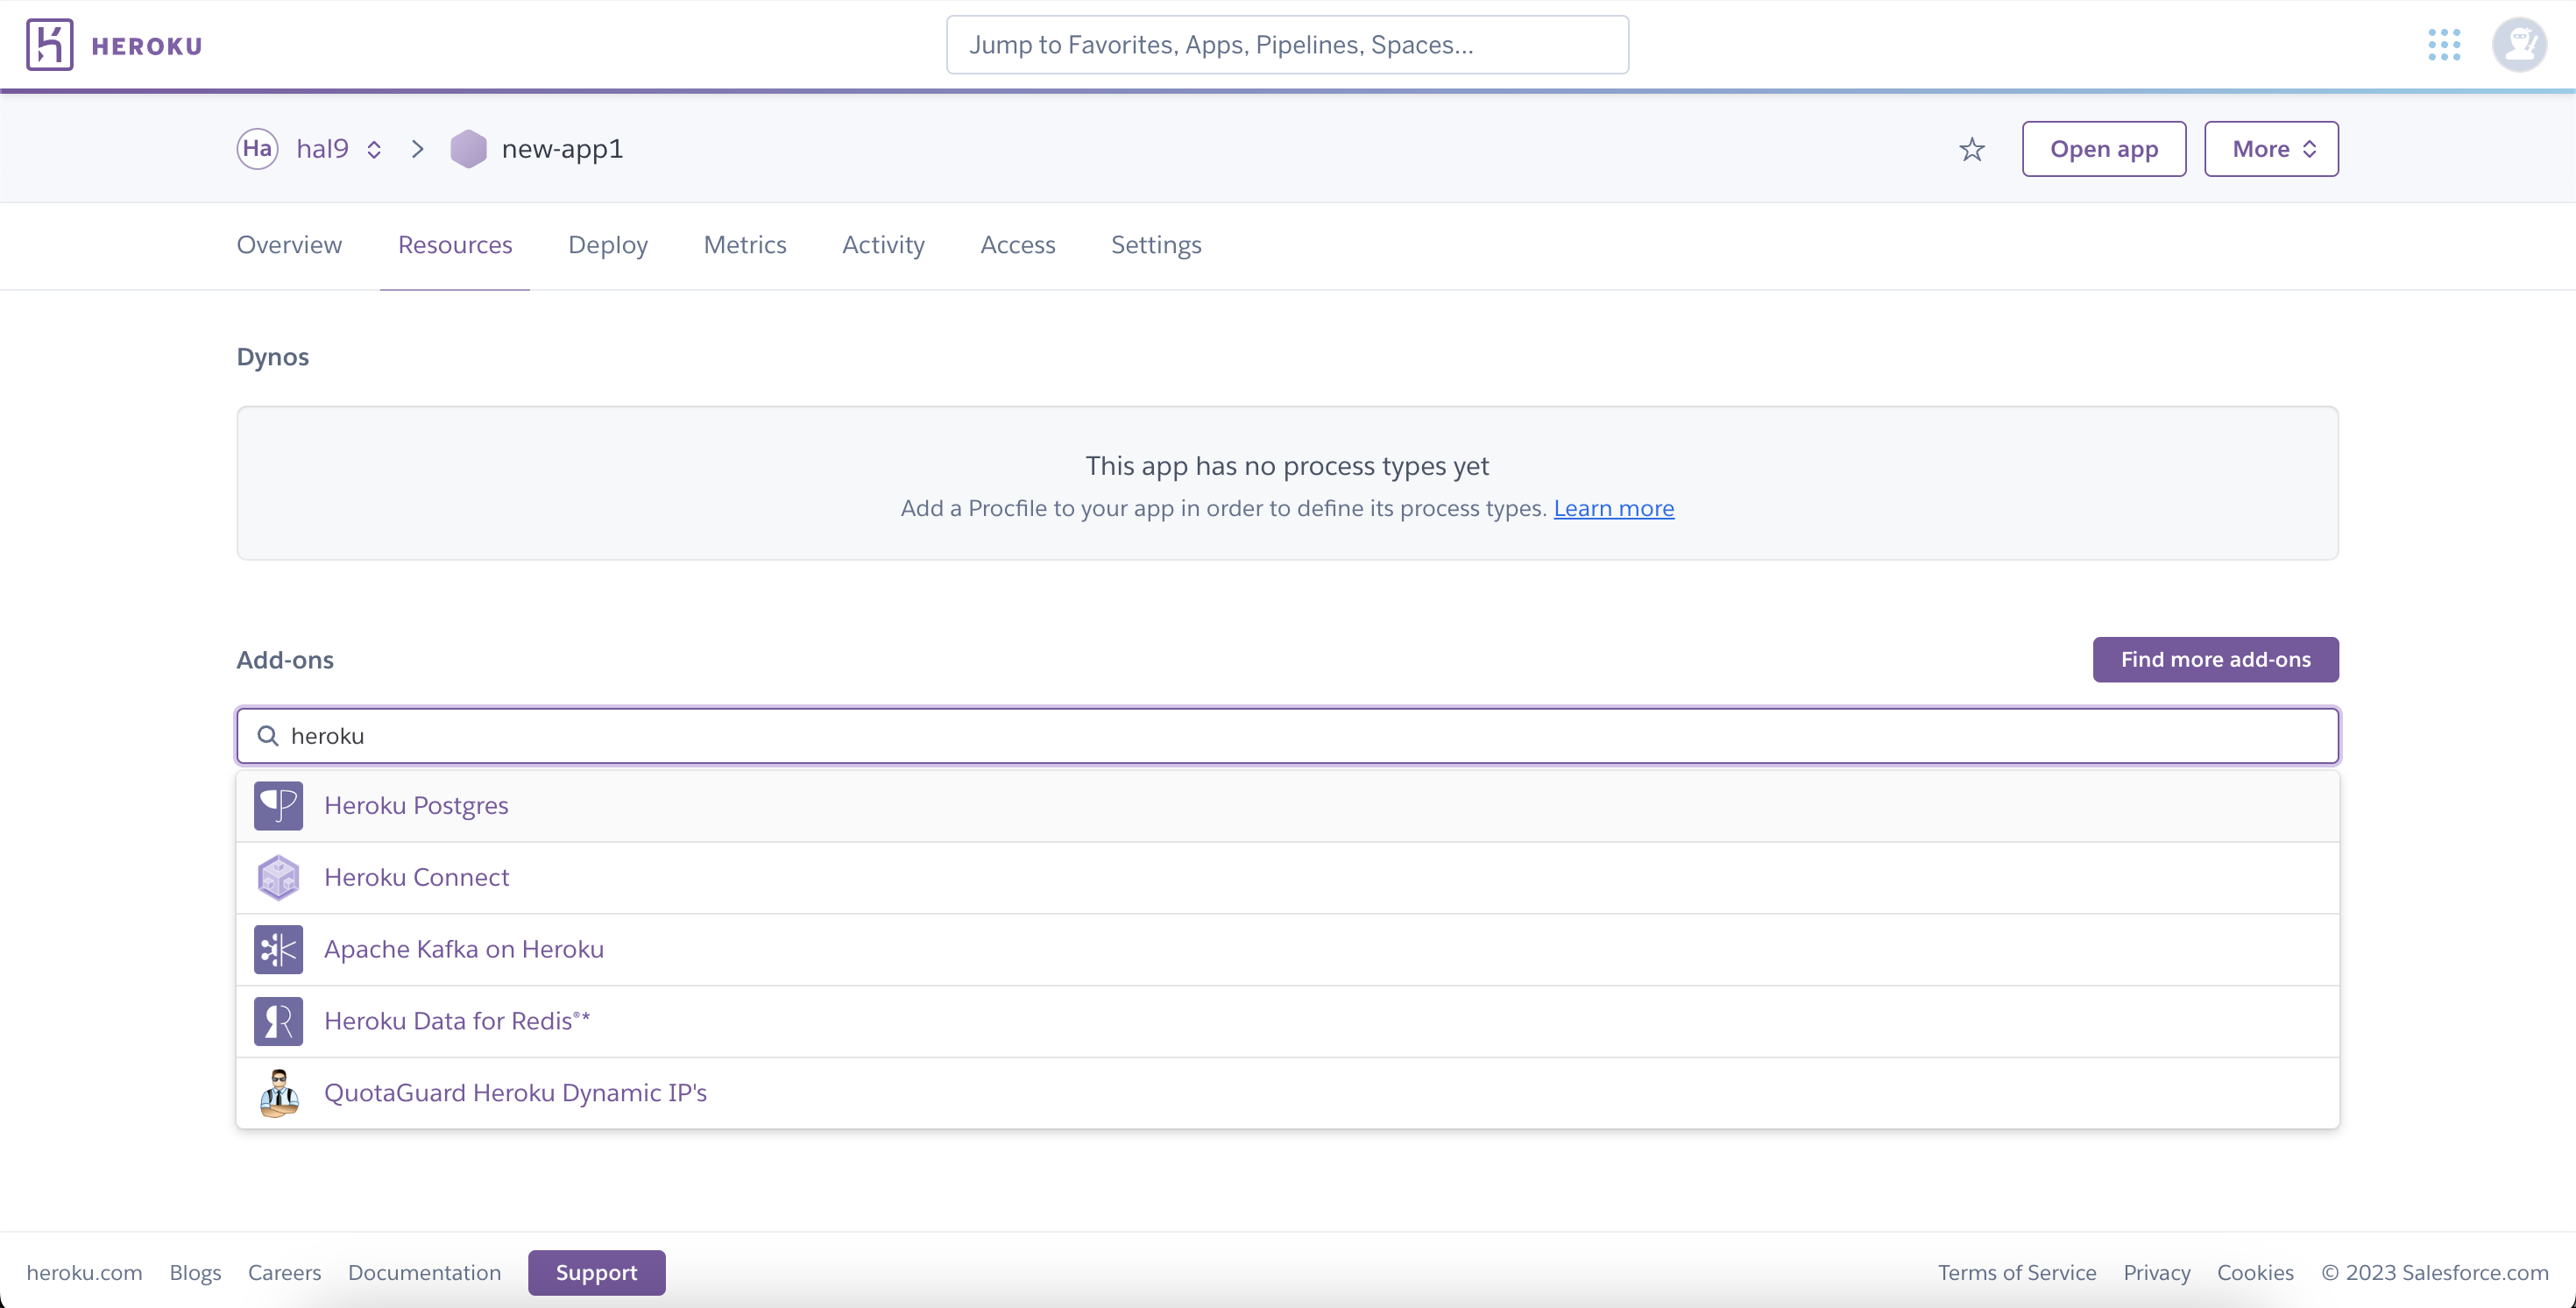 HEROKU
Jump to Favorites, Apps, Pipelines, Spaces...
Ha hal9 new-app1 Open app More
Overview Resources Deploy Metrics Activity Access Settings
Dynos
This app has no process types yet
Add a Procfile to your app in order to define its process types. Learn more
Add-ons Find more add-ons
heroku
Heroku Postgres
Heroku Connect
Apache Kafka on Heroku
Heroku Data for Redis®*
QuotaGuard Heroku Dynamic IP's
heroku.com Blogs Careers Documentation Support Terms of Service Privacy Cookies © 2023 Salesforce.com